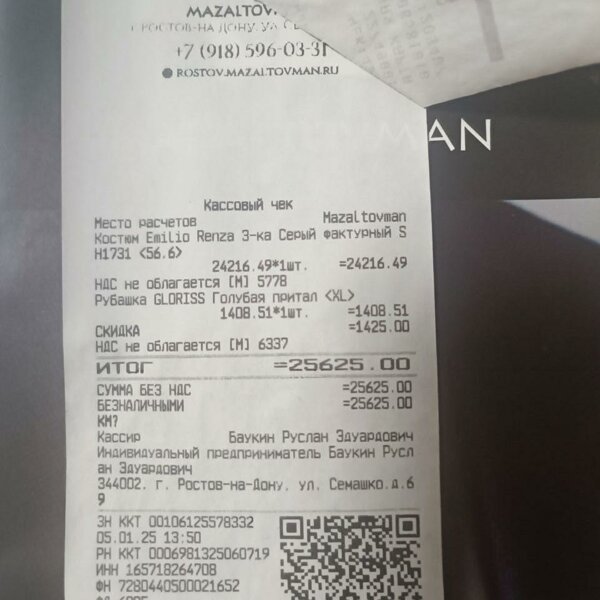 MAZALTOV
+7 (918) 596-03-31
ROSTOV.MAZALTOVMAN.RU
MAN
Кассовый чек
Место расчетов Mazaltovman
Костюм Emilio Renza 3-ка Серый фактурный S
H1731 <56.6>
24216.49*1шт. =24216.49
НДС не облагается [М] 5778
Рубашка GLORISS Голубая притал <XL>
1408.51*1шт. =1408.51
СКИДКА =1425.00
НДС не облагается [М] 6337
ИТОГ =25625.00
СУММА БЕЗ НДС =25625.00
БЕЗНАЛИЧНЫМИ =25625.00
КМ?
Кассир Баукин Руслан Эдуардович
Индивидуальный предприниматель Баукин Русл
ан Эдуардович
344002. г. Ростов-на-Дону. ул. Семашко.д.6
9
ЗН ККТ 00106125578332
05.01.25 13:50
РН ККТ 0006981325060719
ИНН 165718264708
ФН 7280440500021652